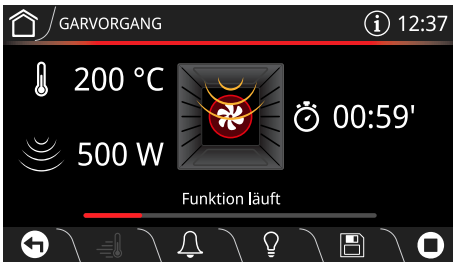 GARVORGANG
i 12:37
200 °C
00:59'
500 W
Funktion läuft